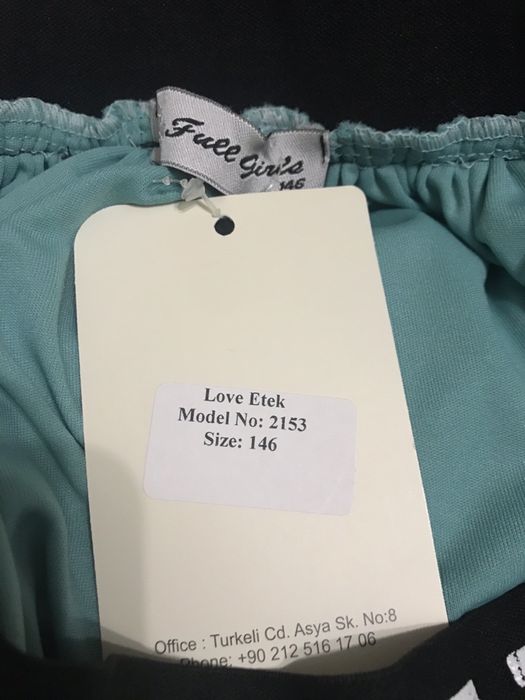 Full Girl's
146
Love Etek
Model No: 2153
Size: 146
Office : Turkeli Cd. Asya Sk. No:8
Phone: +90 212 516 17 06